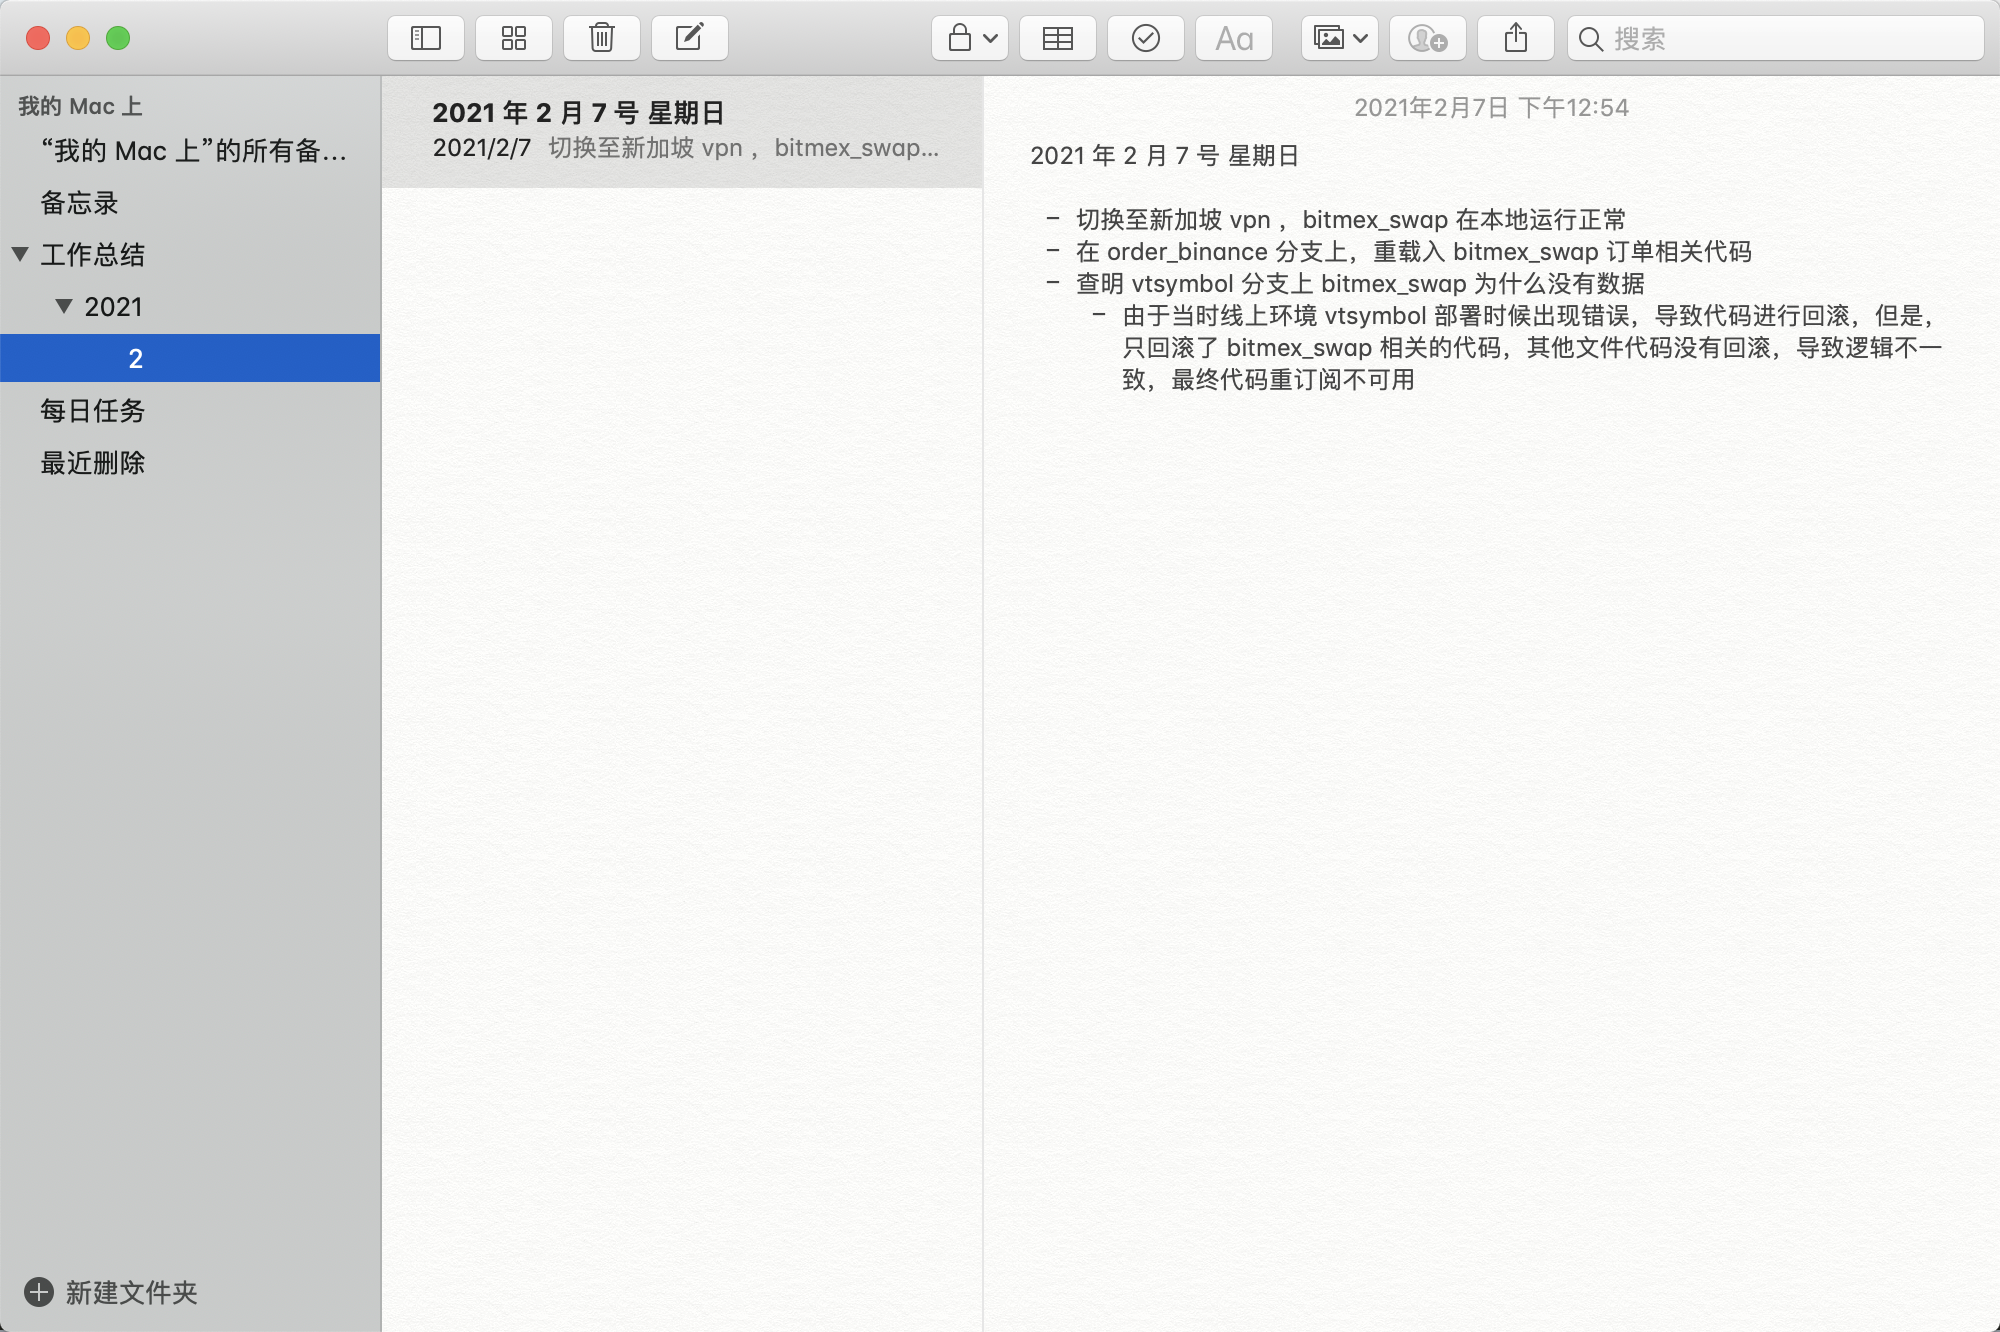 Aa
搜索
我的 Mac 上
“我的 Mac 上”的所有备…
备忘录
工作总结
2021
2
每日任务
最近删除
新建文件夹
2021 年 2 月 7 号 星期日
2021/2/7 切换至新加坡 vpn ，bitmex_swap...
2021年2月7日 下午12:54
2021 年 2 月 7 号 星期日
– 切换至新加坡 vpn ，bitmex_swap 在本地运行正常
– 在 order_binance 分支上，重载入 bitmex_swap 订单相关代码
– 查明 vtsymbol 分支上 bitmex_swap 为什么没有数据
– 由于当时线上环境 vtsymbol 部署时候出现错误，导致代码进行回滚，但是，
只回滚了 bitmex_swap 相关的代码，其他文件代码没有回滚，导致逻辑不一
致，最终代码重订阅不可用